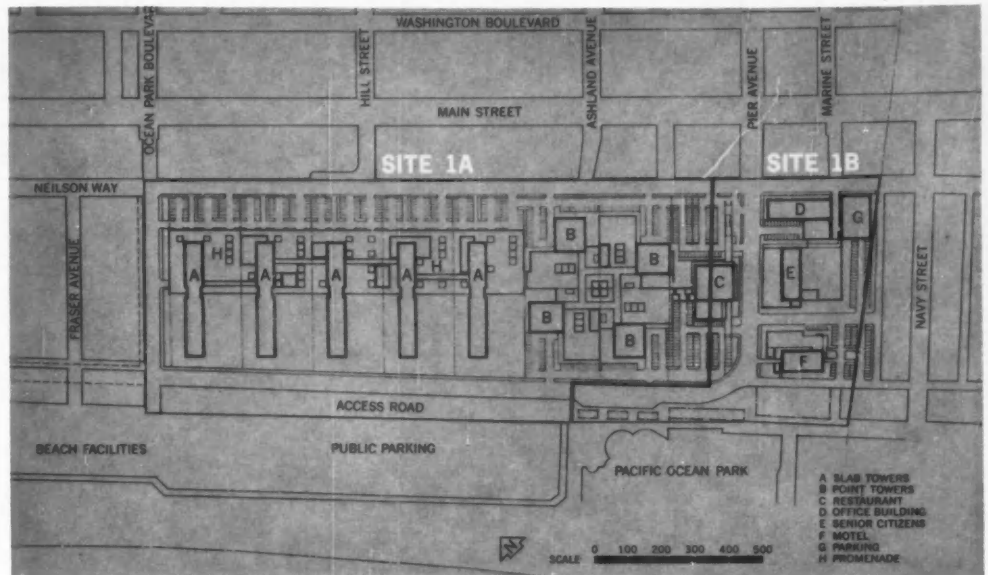 WASHINGTON BOULEVARD
OCEAN PARK BOULEVARD
HILL STREET
ASHLAND AVENUE
PIER AVENUE
MARINE STREET
MAIN STREET
SITE 1A
SITE 1B
NEILSON WAY
FRASER AVENUE
NAVY STREET
D
G
B
H
H
B
A
A
A
A
A
C
E
B
B
F
ACCESS ROAD
BEACH FACILITIES
PUBLIC PARKING
PACIFIC OCEAN PARK
A SLAB TOWERS
B POINT TOWERS
C RESTAURANT
D OFFICE BUILDING
E SENIOR CITIZENS
F MOTEL
G PARKING
H PROMENADE
N
SCALE 0 100 200 300 400 500